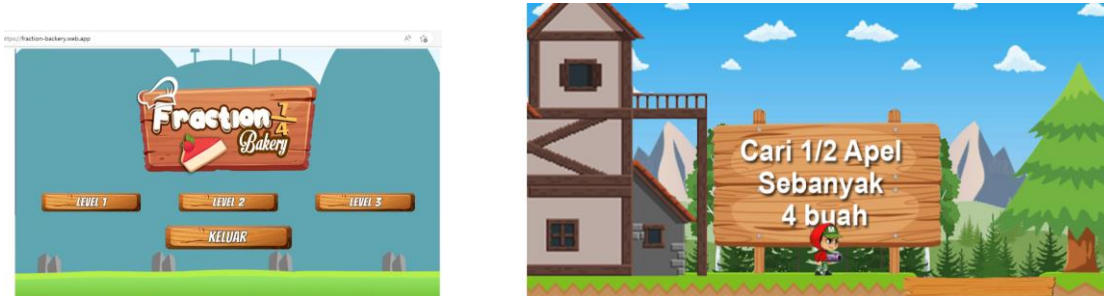 https://fraction-backery.web.app
Fraction
1/4
Bakery
LEVEL 1
LEVEL 2
LEVEL 3
KELUAR
Cari 1/2 Apel
Sebanyak
4 buah
M